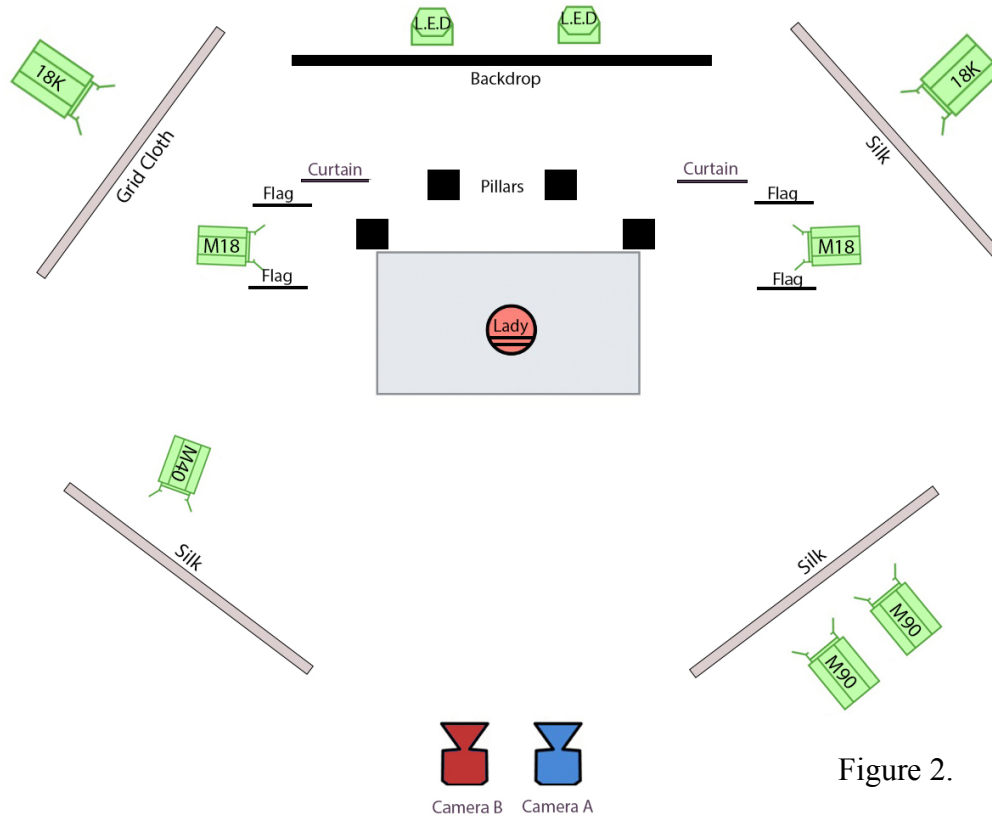 L.E.D
L.E.D
18K
18K
Backdrop
Grid Cloth
Silk
Curtain
Pillars
Curtain
Flag
Flag
M18
M18
Flag
Flag
Lady
M40
Silk
Silk
M90
M90
Figure 2.
Camera B
Camera A